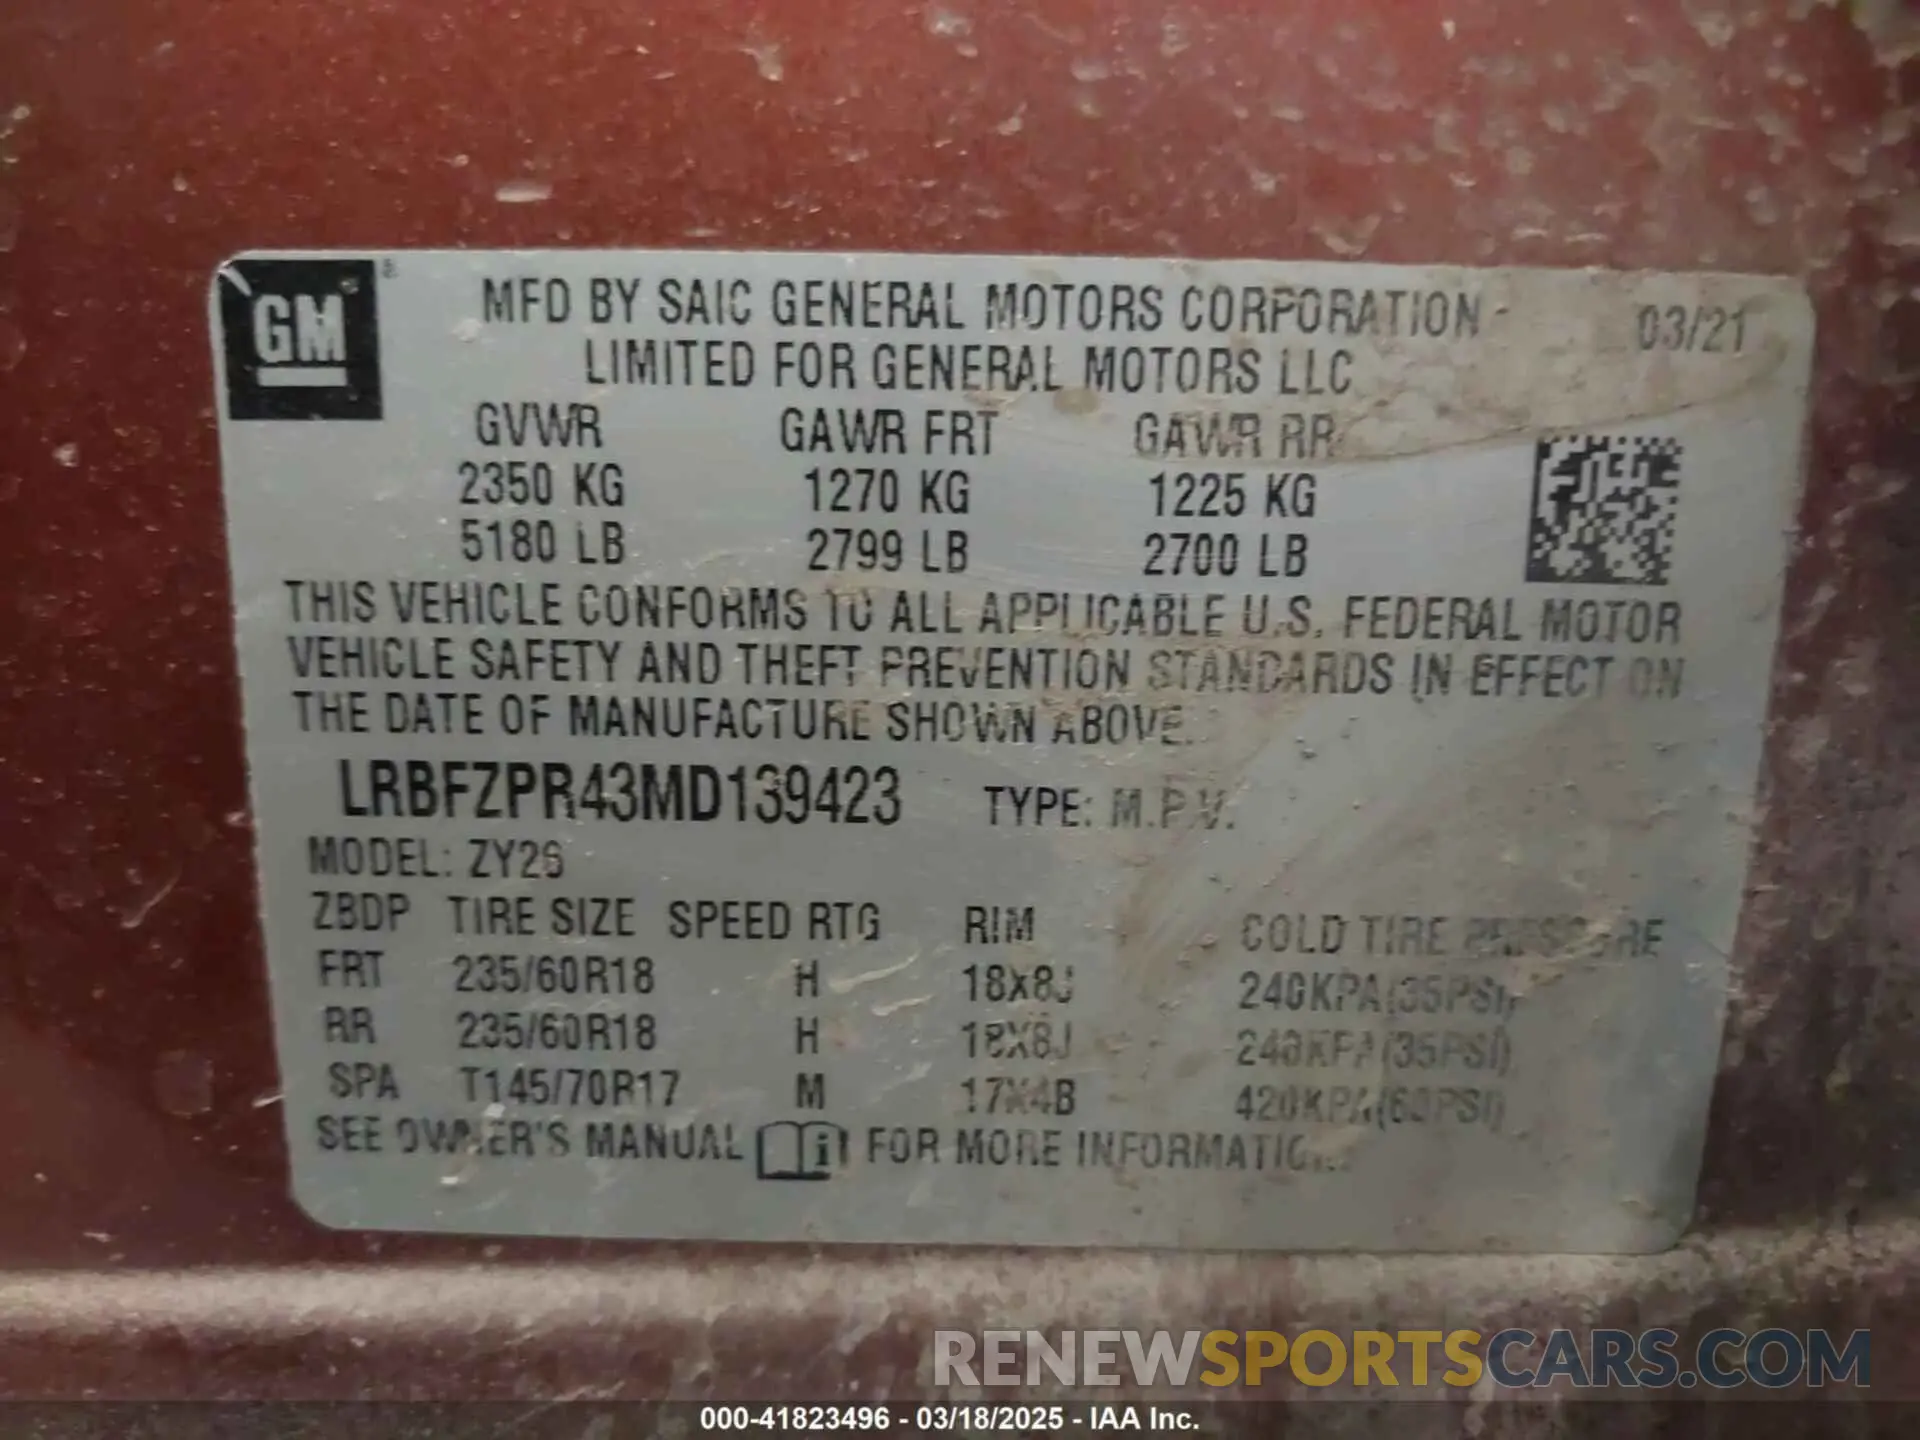 GM ®
MFD BY SAIC GENERAL MOTORS CORPORATION 03/21
LIMITED FOR GENERAL MOTORS LLC
GVWR GAWR FRT GAWR RR
2350 KG 1270 KG 1225 KG
5180 LB 2799 LB 2700 LB
THIS VEHICLE CONFORMS TO ALL APPLICABLE U.S. FEDERAL MOTOR
VEHICLE SAFETY AND THEFT PREVENTION STANDARDS IN EFFECT ON
THE DATE OF MANUFACTURE SHOWN ABOVE.
LRBFZPR43MD139423 TYPE: M.P.V.
MODEL: ZY26
ZBDP TIRE SIZE SPEED RTG RIM COLD TIRE PRESSURE
FRT 235/60R18 H 18X8J 240KPA(35PSI)
RR 235/60R18 H 18X8J 240KPA(35PSI)
SPA T145/70R17 M 17X4B 420KPA(60PSI)
SEE OWNER'S MANUAL i FOR MORE INFORMATION.
RENEWSPORTSCARS.COM
000-41823496 - 03/18/2025 - IAA Inc.